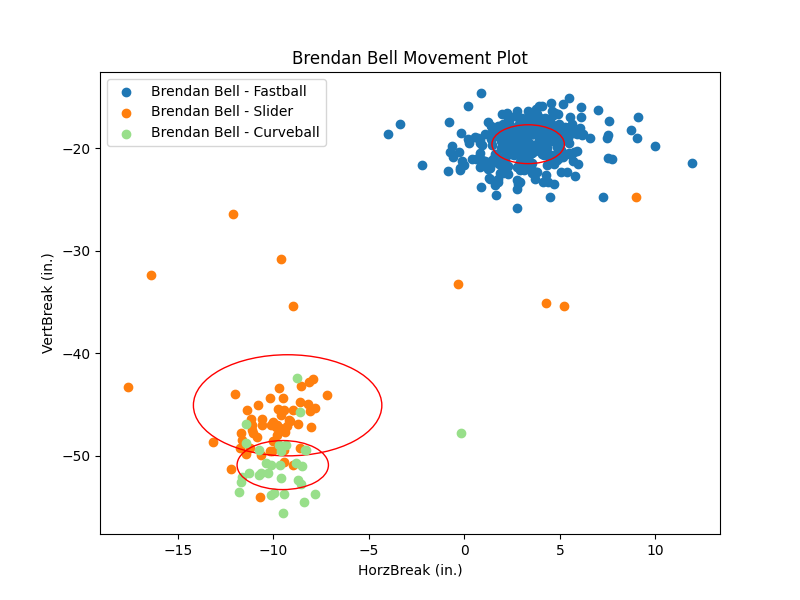 Brendan Bell Movement Plot
Brendan Bell - Fastball
Brendan Bell - Slider
Brendan Bell - Curveball
VertBreak (in.)
−20
−30
−40
−50
−15
−10
−5
0
5
10
HorzBreak (in.)